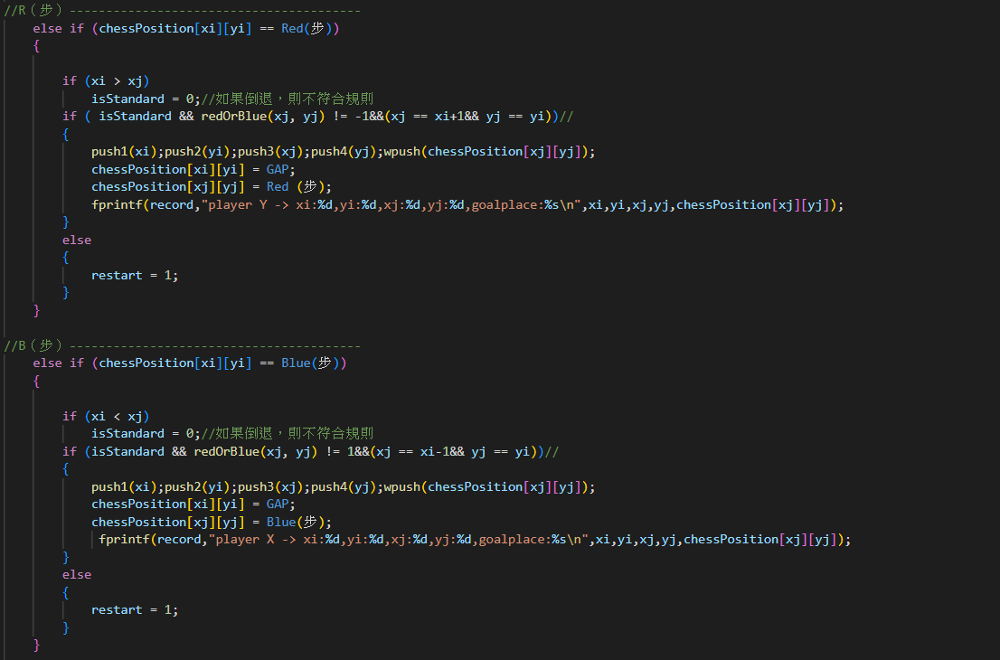 //R（步）----------------------------------------
else if (chessPosition[xi][yi] == Red(步))
{
if (xi > xj)
isStandard = 0;//如果倒退，則不符合規則
if ( isStandard && redOrBlue(xj, yj) != -1&&(xj == xi+1&& yj == yi))//
{
push1(xi);push2(yi);push3(xj);push4(yj);wpush(chessPosition[xj][yj]);
chessPosition[xi][yi] = GAP;
chessPosition[xj][yj] = Red (步);
fprintf(record,"player Y -> xi:%d,yi:%d,xj:%d,yj:%d,goalplace:%s\n",xi,yi,xj,yj,chessPosition[xj][yj]);
}
else
{
restart = 1;
}
}
//B（步）----------------------------------------
else if (chessPosition[xi][yi] == Blue(步))
{
if (xi < xj)
isStandard = 0;//如果倒退，則不符合規則
if (isStandard && redOrBlue(xj, yj) != 1&&(xj == xi-1&& yj == yi))//
{
push1(xi);push2(yi);push3(xj);push4(yj);wpush(chessPosition[xj][yj]);
chessPosition[xi][yi] = GAP;
chessPosition[xj][yj] = Blue(步);
fprintf(record,"player X -> xi:%d,yi:%d,xj:%d,yj:%d,goalplace:%s\n",xi,yi,xj,yj,chessPosition[xj][yj]);
}
else
{
restart = 1;
}
}